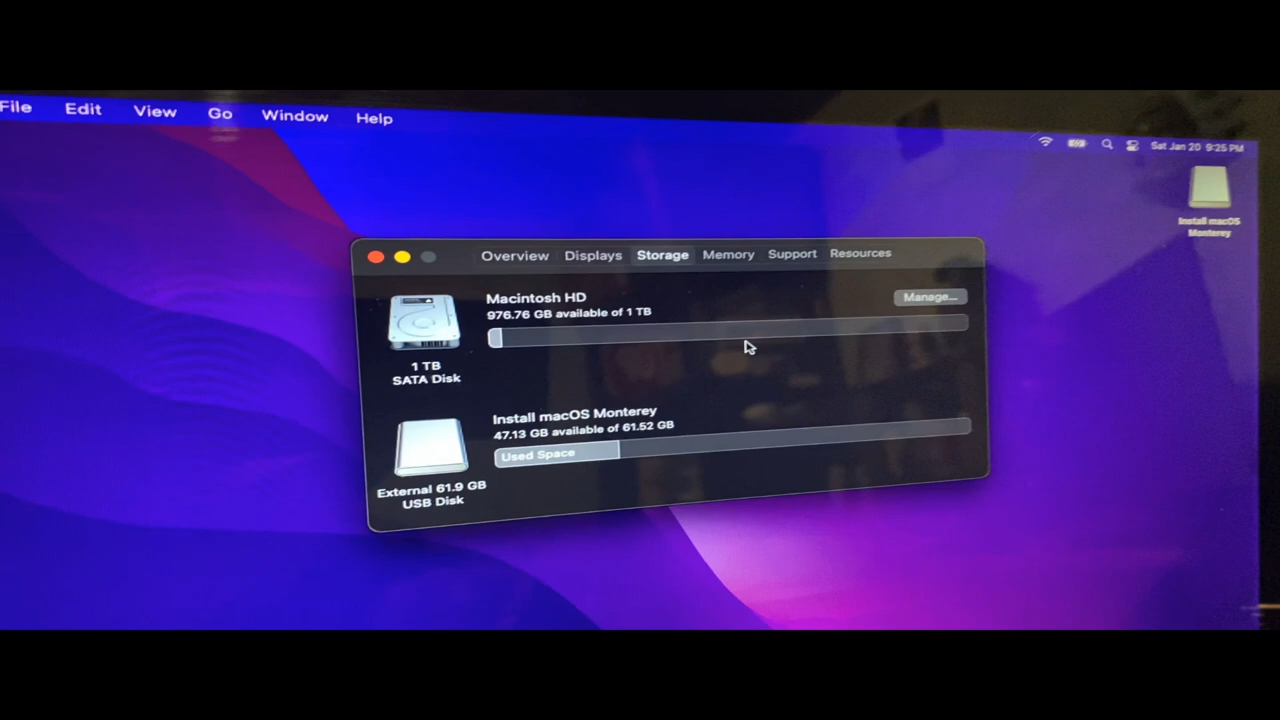 File Edit View Go Window Help
Sat Jan 20 9:25 PM
Install macOS
Monterey
Overview Displays Storage Memory Support Resources
Macintosh HD
976.76 GB available of 1 TB
Manage...
1 TB
SATA Disk
Install macOS Monterey
47.13 GB available of 61.52 GB
Used Space
External 61.9 GB
USB Disk